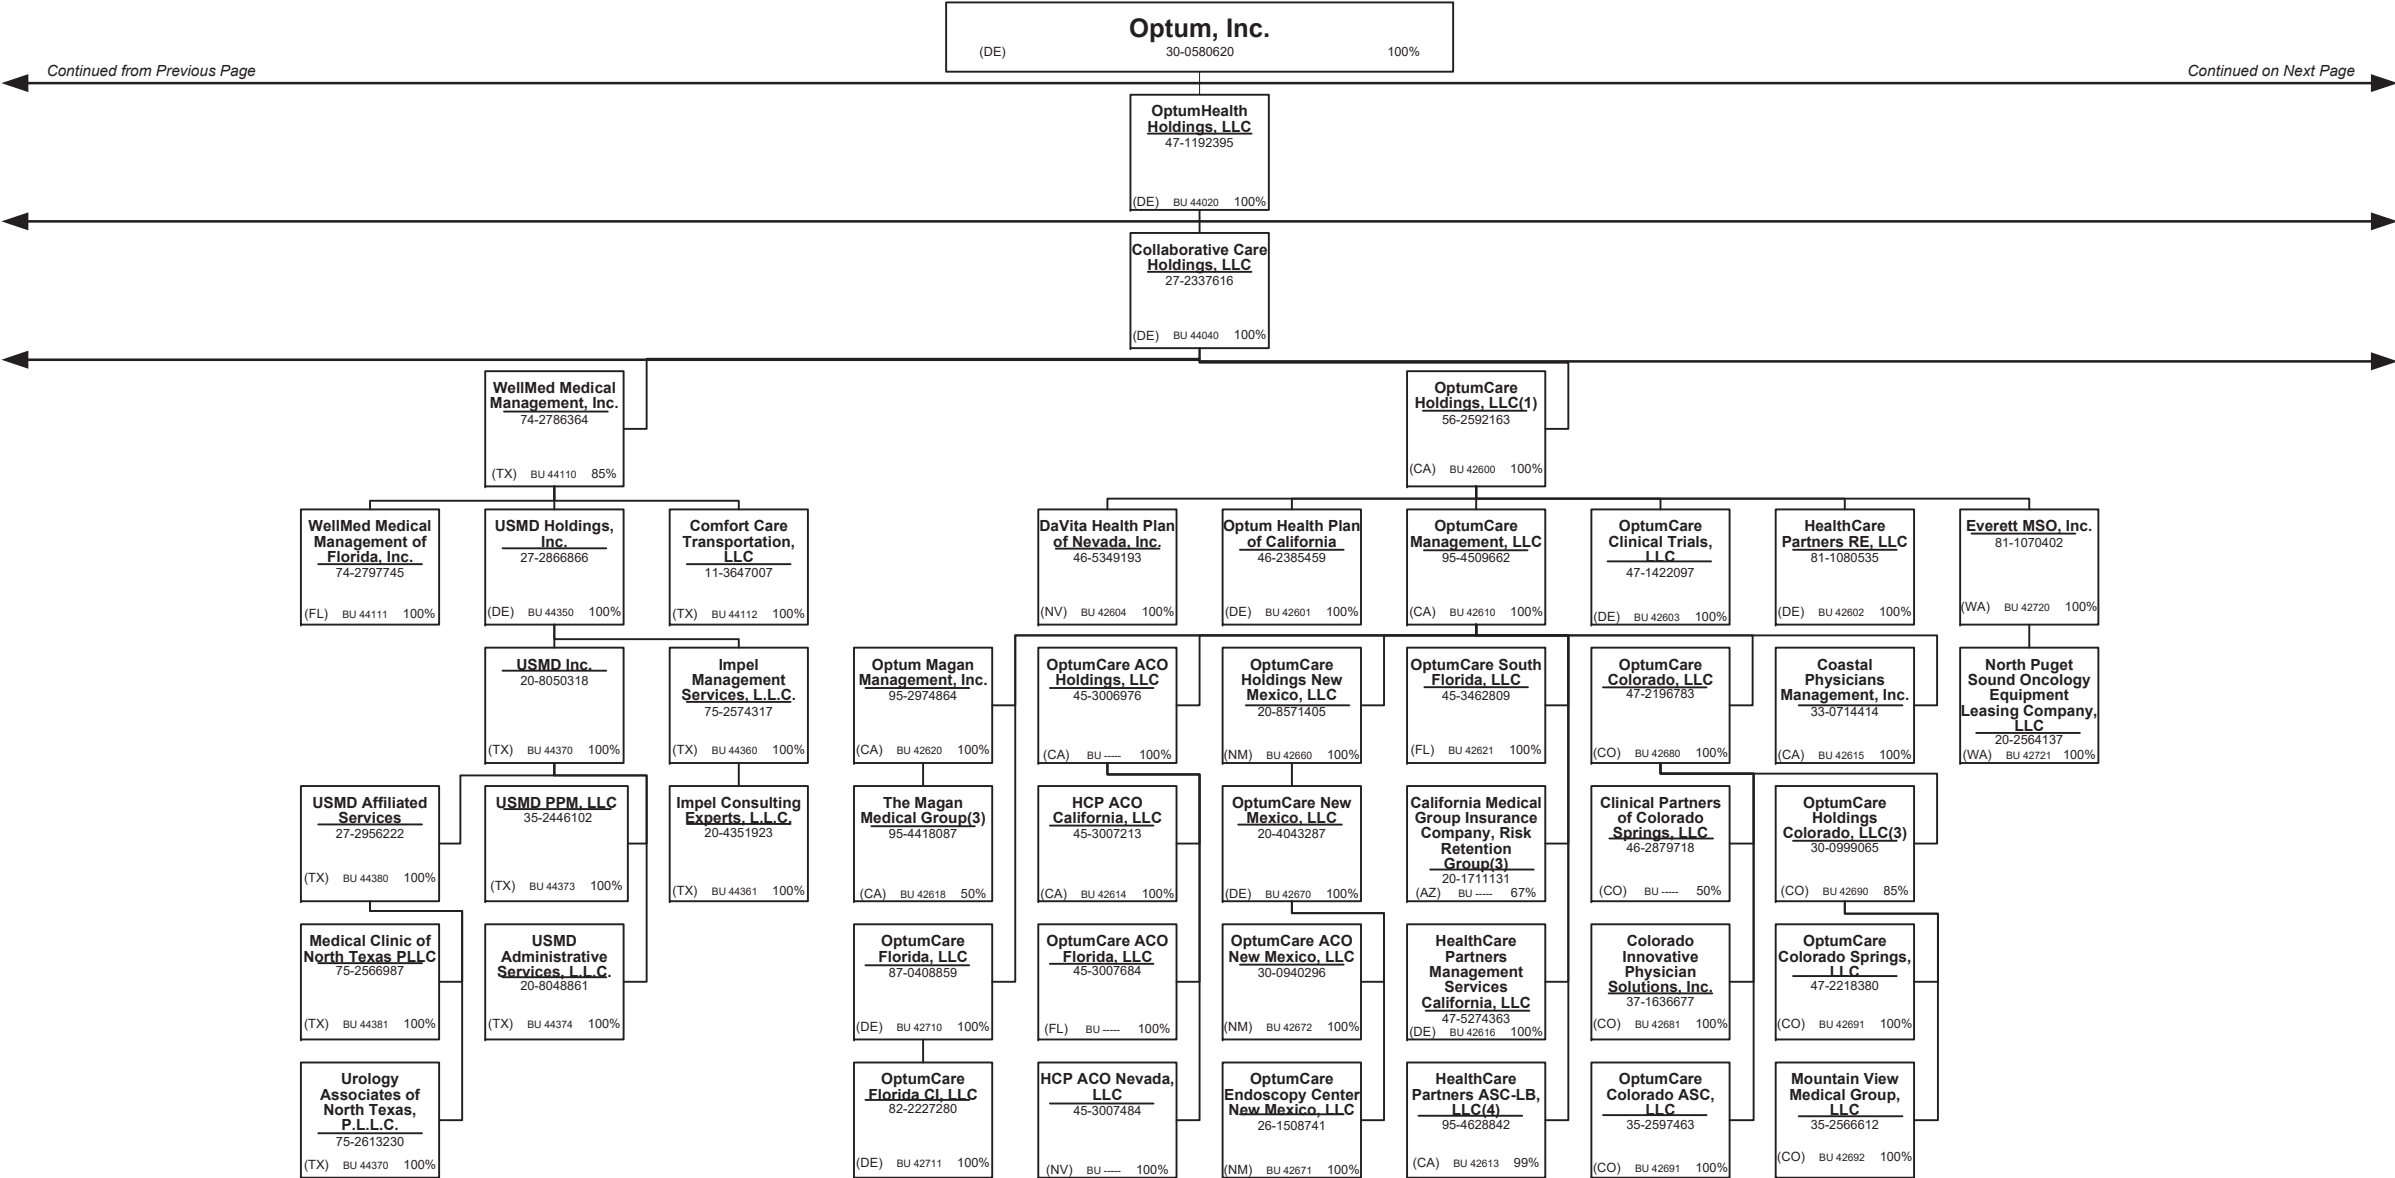 Optum, Inc.
(DE) 30-0580620 100%
Continued from Previous Page
Continued on Next Page
OptumHealth
Holdings, LLC
47-1192395
(DE) BU 44020 100%
Collaborative Care
Holdings, LLC
27-2337616
(DE) BU 44040 100%
WellMed Medical
Management, Inc.
74-2786364
(TX) BU 44110 85%
OptumCare
Holdings, LLC(1)
56-2592163
(CA) BU 42600 100%
WellMed Medical
Management of
Florida, Inc.
74-2797745
(FL) BU 44111 100%
USMD Holdings,
Inc.
27-2866866
(DE) BU 44350 100%
Comfort Care
Transportation,
LLC
11-3647007
(TX) BU 44112 100%
DaVita Health Plan
of Nevada, Inc.
46-5349193
(NV) BU 42604 100%
Optum Health Plan
of California
46-2385459
(DE) BU 42601 100%
OptumCare
Management, LLC
95-4509662
(CA) BU 42610 100%
OptumCare
Clinical Trials,
LLC
47-1422097
(DE) BU 42603 100%
HealthCare
Partners RE, LLC
81-1080535
(DE) BU 42602 100%
Everett MSO, Inc.
81-1070402
(WA) BU 42720 100%
USMD Inc.
20-8050318
(TX) BU 44370 100%
Impel
Management
Services, L.L.C.
75-2574317
(TX) BU 44360 100%
Optum Magan
Management, Inc.
95-2974864
(CA) BU 42620 100%
OptumCare ACO
Holdings, LLC
45-3006976
(CA) BU ----- 100%
OptumCare
Holdings New
Mexico, LLC
20-8571405
(NM) BU 42660 100%
OptumCare South
Florida, LLC
45-3462809
(FL) BU 42621 100%
OptumCare
Colorado, LLC
47-2196783
(CO) BU 42680 100%
Coastal
Physicians
Management, Inc.
33-0714414
(CA) BU 42615 100%
North Puget
Sound Oncology
Equipment
Leasing Company,
LLC
20-2564137
(WA) BU 42721 100%
USMD Affiliated
Services
27-2956222
(TX) BU 44380 100%
USMD PPM, LLC
35-2446102
(TX) BU 44373 100%
Impel Consulting
Experts, L.L.C.
20-4351923
(TX) BU 44361 100%
The Magan
Medical Group(3)
95-4418087
(CA) BU 42618 50%
HCP ACO
California, LLC
45-3007213
(CA) BU 42614 100%
OptumCare New
Mexico, LLC
20-4043287
(DE) BU 42670 100%
California Medical
Group Insurance
Company, Risk
Retention
Group(3)
20-1711131
(AZ) BU ----- 67%
Clinical Partners
of Colorado
Springs, LLC
46-2879718
(CO) BU ----- 50%
OptumCare
Holdings
Colorado, LLC(3)
30-0999065
(CO) BU 42690 85%
Medical Clinic of
North Texas PLLC
75-2566987
(TX) BU 44381 100%
USMD
Administrative
Services, L.L.C.
20-8048861
(TX) BU 44374 100%
OptumCare
Florida, LLC
87-0408859
(DE) BU 42710 100%
OptumCare ACO
Florida, LLC
45-3007684
(FL) BU ----- 100%
OptumCare ACO
New Mexico, LLC
30-0940296
(NM) BU 42672 100%
HealthCare
Partners
Management
Services
California, LLC
47-5274363
(DE) BU 42616 100%
Colorado
Innovative
Physician
Solutions, Inc.
37-1636677
(CO) BU 42681 100%
OptumCare
Colorado Springs,
LLC
47-2218380
(CO) BU 42691 100%
Urology
Associates of
North Texas,
P.L.L.C.
75-2613230
(TX) BU 44370 100%
OptumCare
Florida CI, LLC
82-2227280
(DE) BU 42711 100%
HCP ACO Nevada,
LLC
45-3007484
(NV) BU ----- 100%
OptumCare
Endoscopy Center
New Mexico, LLC
26-1508741
(NM) BU 42671 100%
HealthCare
Partners ASC-LB,
LLC(4)
95-4628842
(CA) BU 42613 99%
OptumCare
Colorado ASC,
LLC
35-2597463
(CO) BU 42691 100%
Mountain View
Medical Group,
LLC
35-2566612
(CO) BU 42692 100%